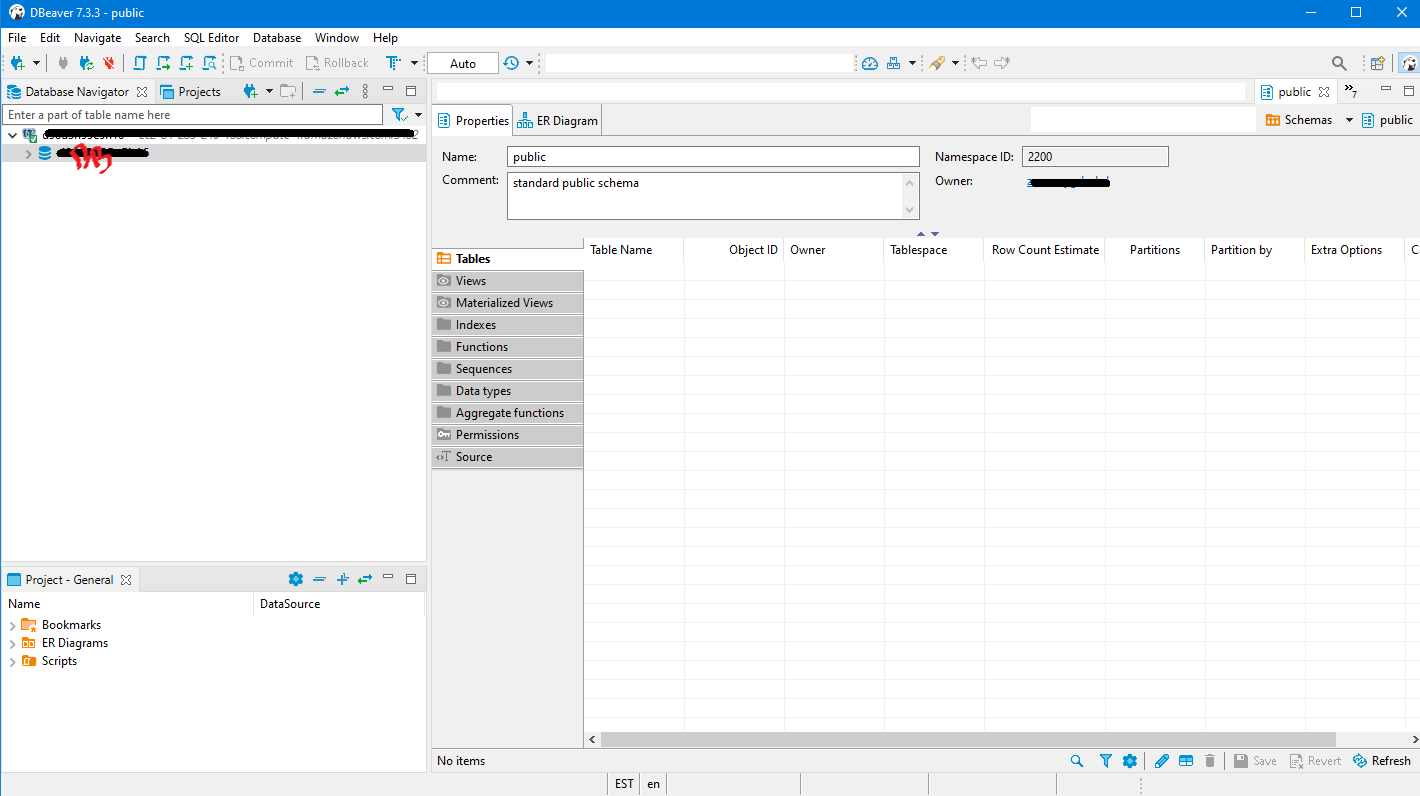 DBeaver 7.3.3 - public
File Edit Navigate Search SQL Editor Database Window Help
Commit Rollback Auto
Database Navigator Projects
public
7
Enter a part of table name here
Properties ER Diagram
Schemas public
Name: public
Namespace ID: 2200
Comment: standard public schema
Owner:
Table Name Object ID Owner Tablespace Row Count Estimate Partitions Partition by Extra Options
Tables
Views
Materialized Views
Indexes
Functions
Sequences
Data types
Aggregate functions
Permissions
Source
Project - General
Name DataSource
Bookmarks
ER Diagrams
Scripts
No items
Save Revert Refresh
EST en